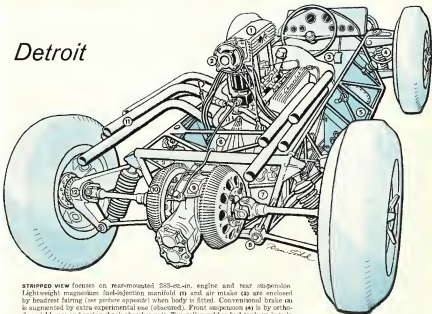 Detroit
STRIPPED VIEW focuses on rear-mounted 283-cu.-in. engine and rear suspension
Lightweight magnesium fuel-injection manifold (1) and air intake (2) are enclosed
by headrest fairing (see picture opposite) when body is fitted. Conventional brake (3)
is augmented by extra experimental one (obscured). Front suspension (4) is by ortho-